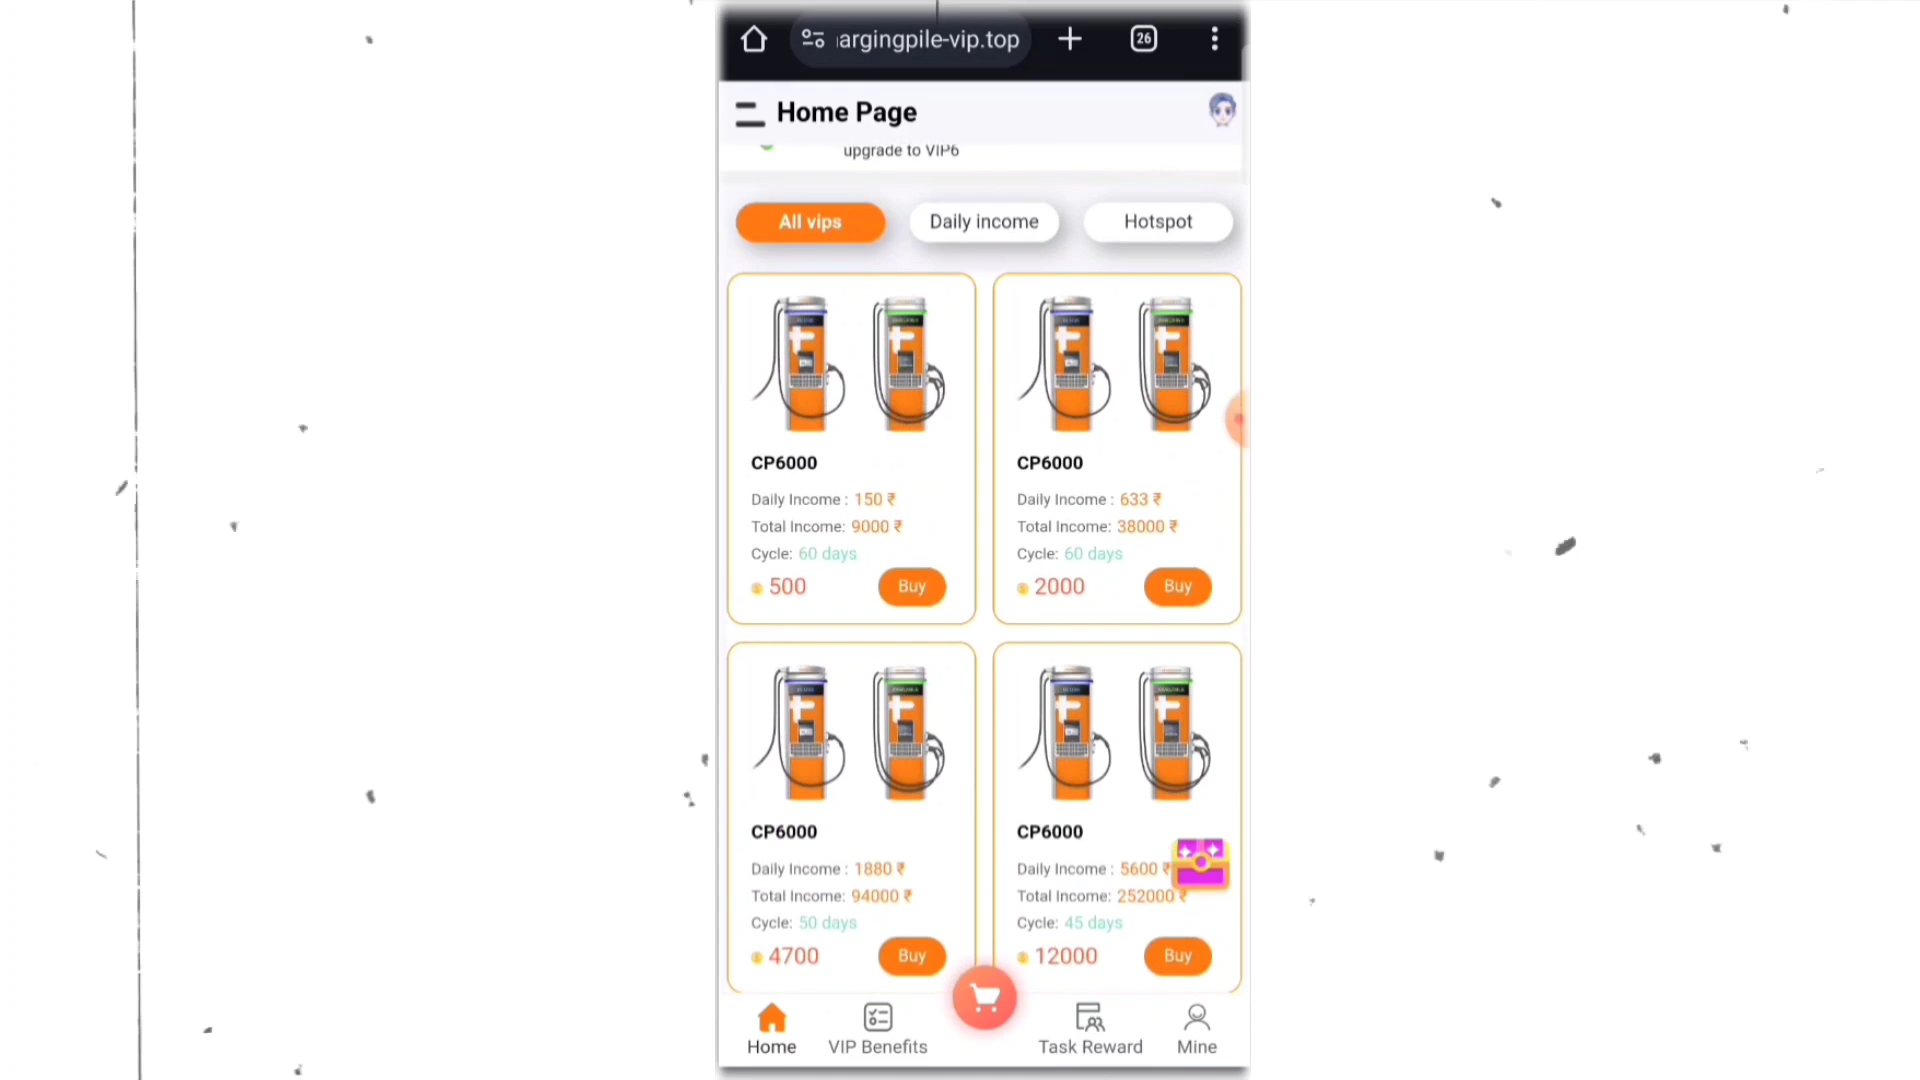 argingpile-vip.top
26
Home Page
upgrade to VIP6
All vips
Daily income
Hotspot
CP6000
Daily Income : 150 ₹
Total Income: 9000 ₹
Cycle: 60 days
500
Buy
CP6000
Daily Income : 633 ₹
Total Income: 38000 ₹
Cycle: 60 days
2000
Buy
CP6000
Daily Income : 1880 ₹
Total Income: 94000 ₹
Cycle: 50 days
4700
Buy
CP6000
Daily Income : 5600 ₹
Total Income: 252000 ₹
Cycle: 45 days
12000
Buy
Home
VIP Benefits
Task Reward
Mine